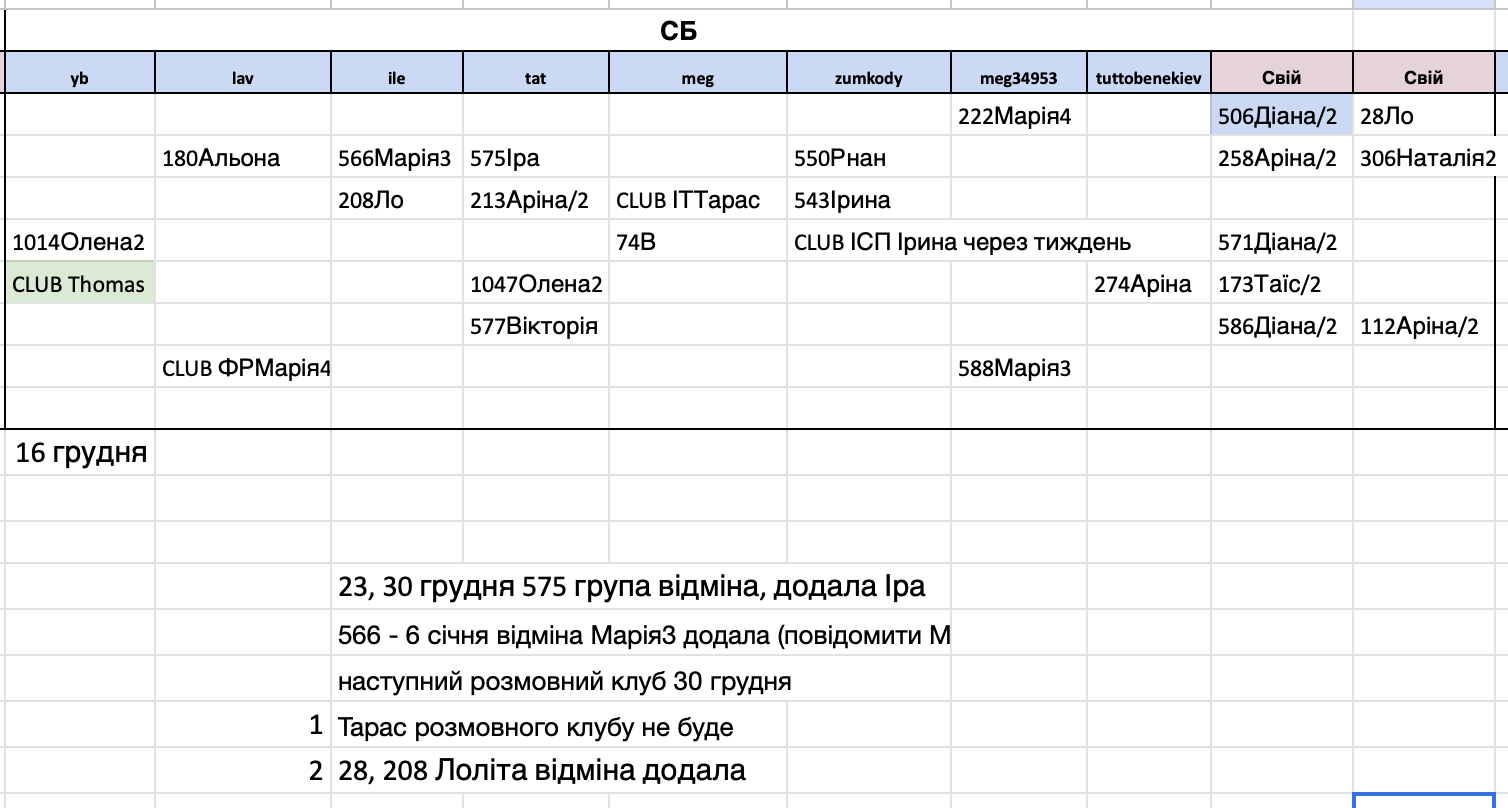 СБ
yb lav ile tat meg zumkody meg34953 tuttobenekiev Свій Свій
222Марія4 506Діана/2 28Ло
180Альона 566Марія3 575Іра 550Рнан 258Аріна/2 306Наталія2
208Ло 213Аріна/2 CLUB ІТТарас 543Ірина
1014Олена2 74В CLUB ІСП Ірина через тиждень 571Діана/2
CLUB Thomas 1047Олена2 274Аріна 173Таїс/2
577Вікторія 586Діана/2 112Аріна/2
CLUB ФРМарія4 588Марія3
16 грудня
23, 30 грудня 575 група відміна, додала Іра
566 - 6 січня відміна Марія3 додала (повідомити М
наступний розмовний клуб 30 грудня
1 Тарас розмовного клубу не буде
2 28, 208 Лоліта відміна додала